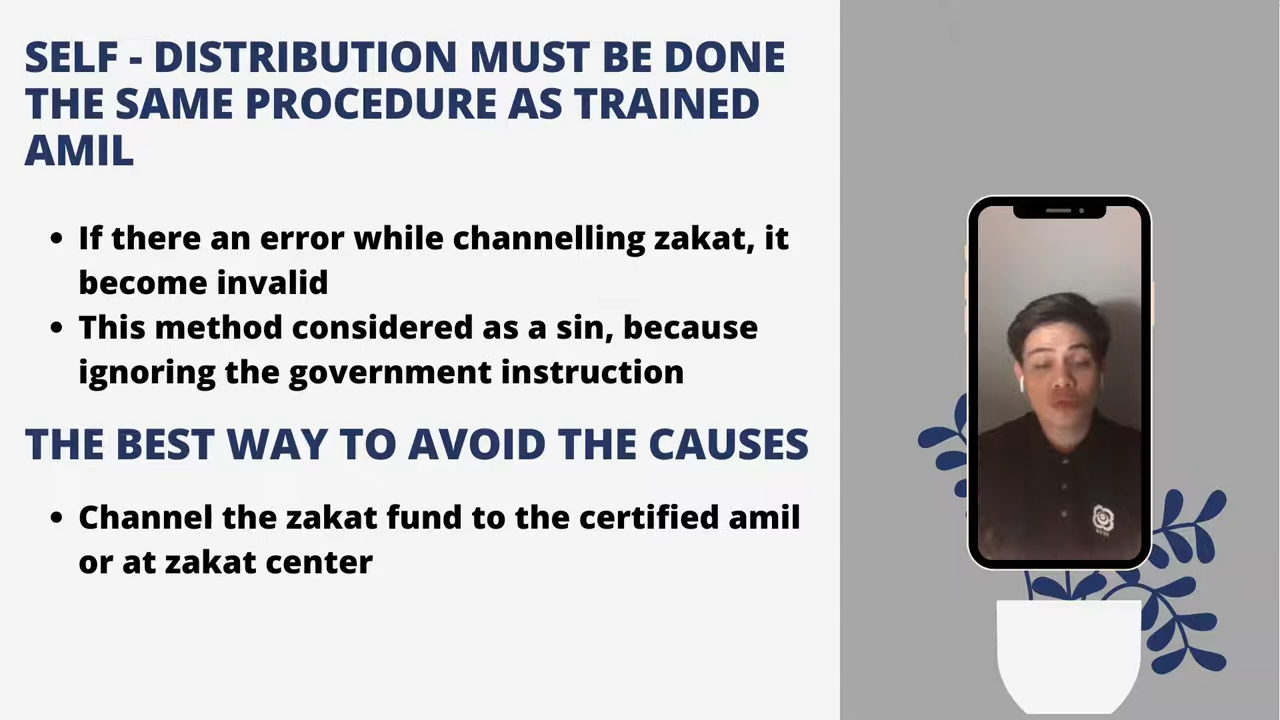 SELF - DISTRIBUTION MUST BE DONE
THE SAME PROCEDURE AS TRAINED
AMIL
• If there an error while channelling zakat, it
become invalid
• This method considered as a sin, because
ignoring the government instruction
THE BEST WAY TO AVOID THE CAUSES
• Channel the zakat fund to the certified amil
or at zakat center